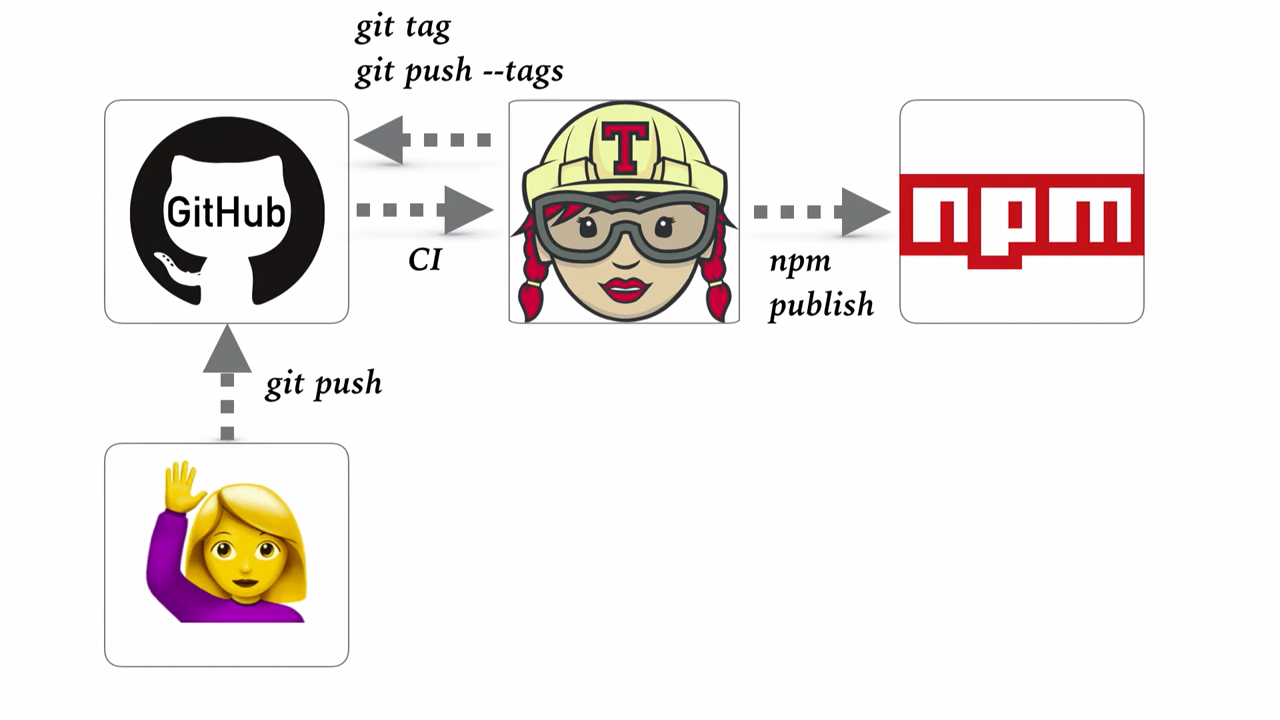 git tag
git push --tags
GitHub
T
CI
npm
publish
npm
git push